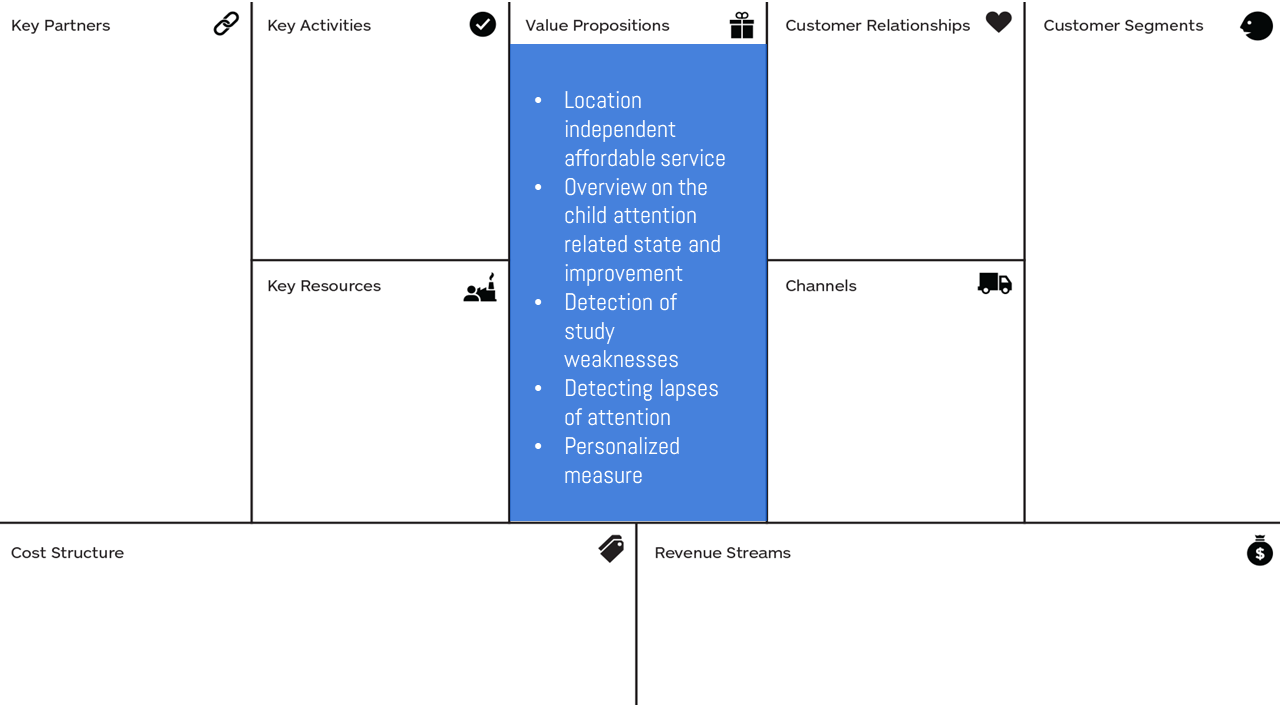 Key Partners
Key Activities
Value Propositions
Customer Relationships
Customer Segments
• Location
independent
affordable service
• Overview on the
child attention
related state and
improvement
• Detection of
study
weaknesses
• Detecting lapses
of attention
• Personalized
measure
Key Resources
Channels
Cost Structure
Revenue Streams
$